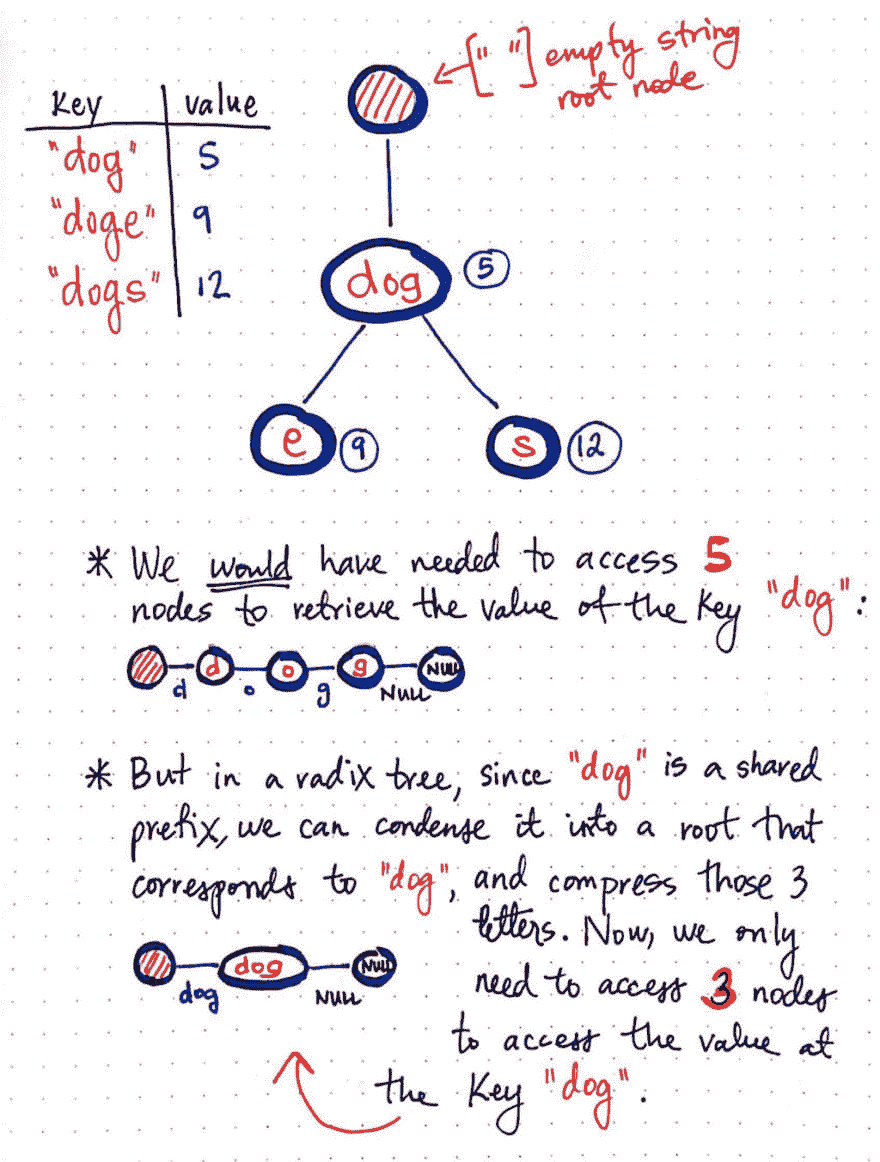 [" "] empty string
root node
Key value
"dog" 5
"doge" 9
"dogs" 12
dog 5
e 9
s 12
* We would have needed to access 5
nodes to retrieve the value of the key "dog":
d o g NULL
d o g NULL
* But in a radix tree, since "dog" is a shared
prefix, we can condense it into a root that
corresponds to "dog", and compress those 3
letters. Now, we only
dog NULL
need to access 3 nodes
dog NULL
to access the value at
the key "dog".